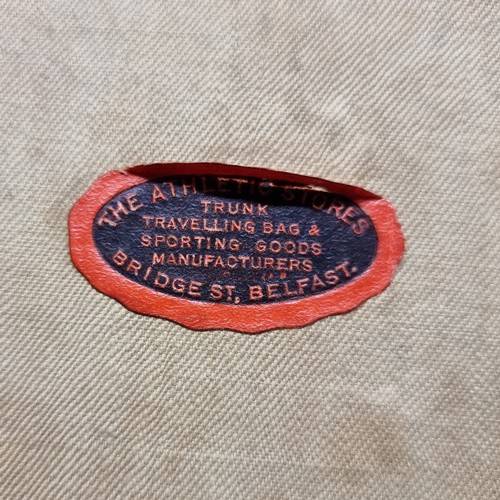 THE ATHLETIC STORES
TRUNK
TRAVELLING BAG &
SPORTING GOODS
MANUFACTURERS
BRIDGE ST, BELFAST.